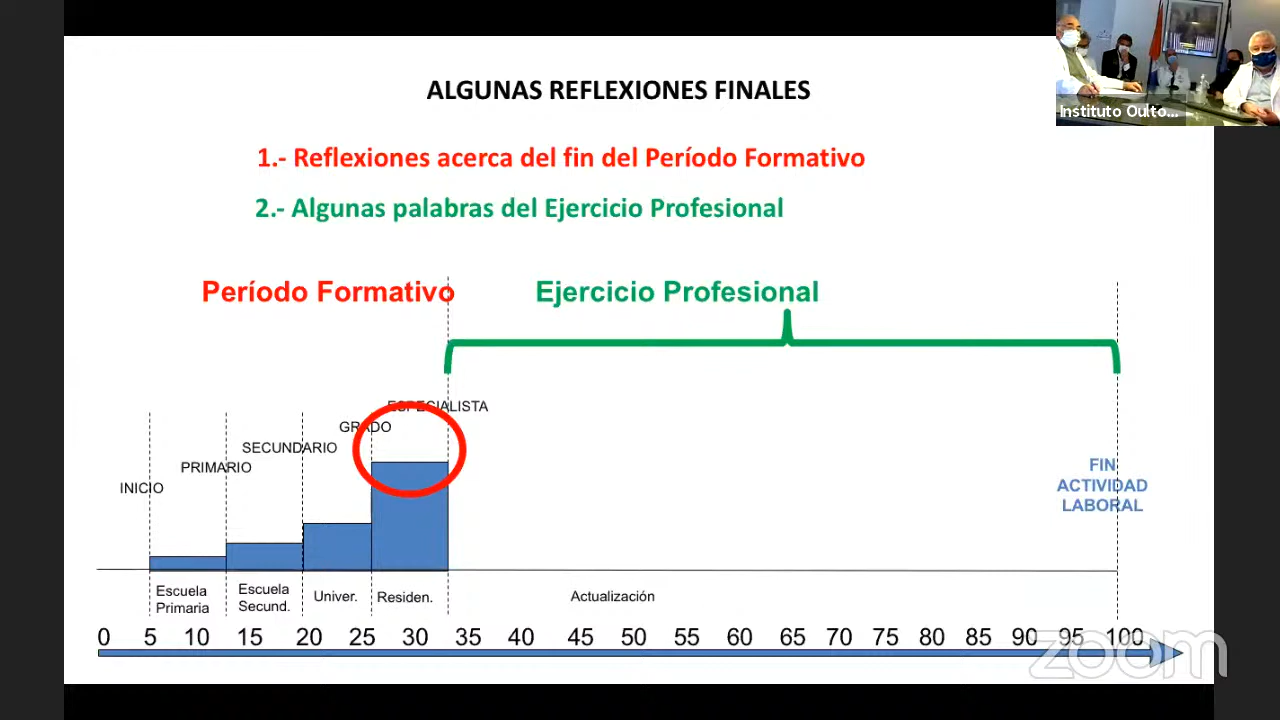 ALGUNAS REFLEXIONES FINALES
Instituto Oulto...
1.- Reflexiones acerca del fin del Período Formativo
2.- Algunas palabras del Ejercicio Profesional
Período Formativo
Ejercicio Profesional
ESPECIALISTA
GRADO
SECUNDARIO
PRIMARIO
INICIO
FIN
ACTIVIDAD
LABORAL
Escuela
Primaria
Escuela
Secund.
Univer.
Residen.
Actualización
0 5 10 15 20 25 30 35 40 45 50 55 60 65 70 75 80 85 90 95 100
zoom